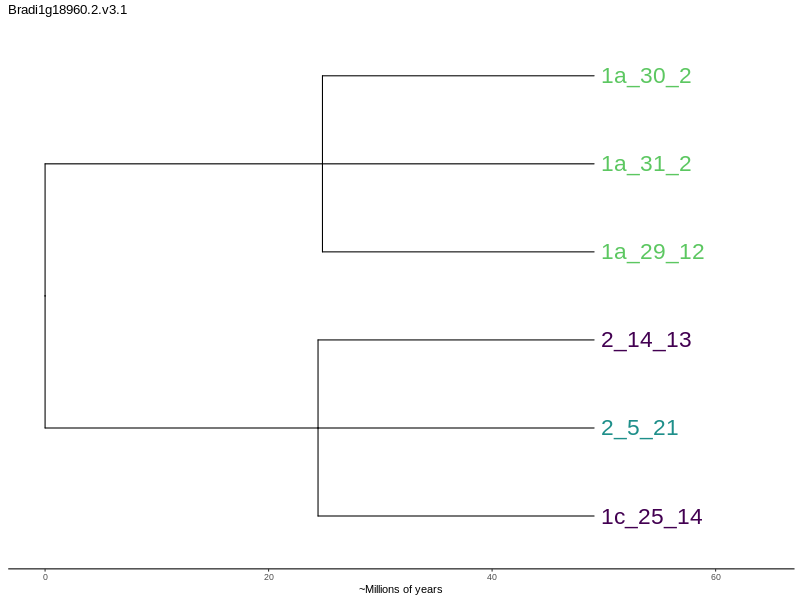 Bradi1g18960.2.v3.1
1a_30_2
1a_31_2
1a_29_12
2_14_13
2_5_21
1c_25_14
0 20 40 60
~Millions of years